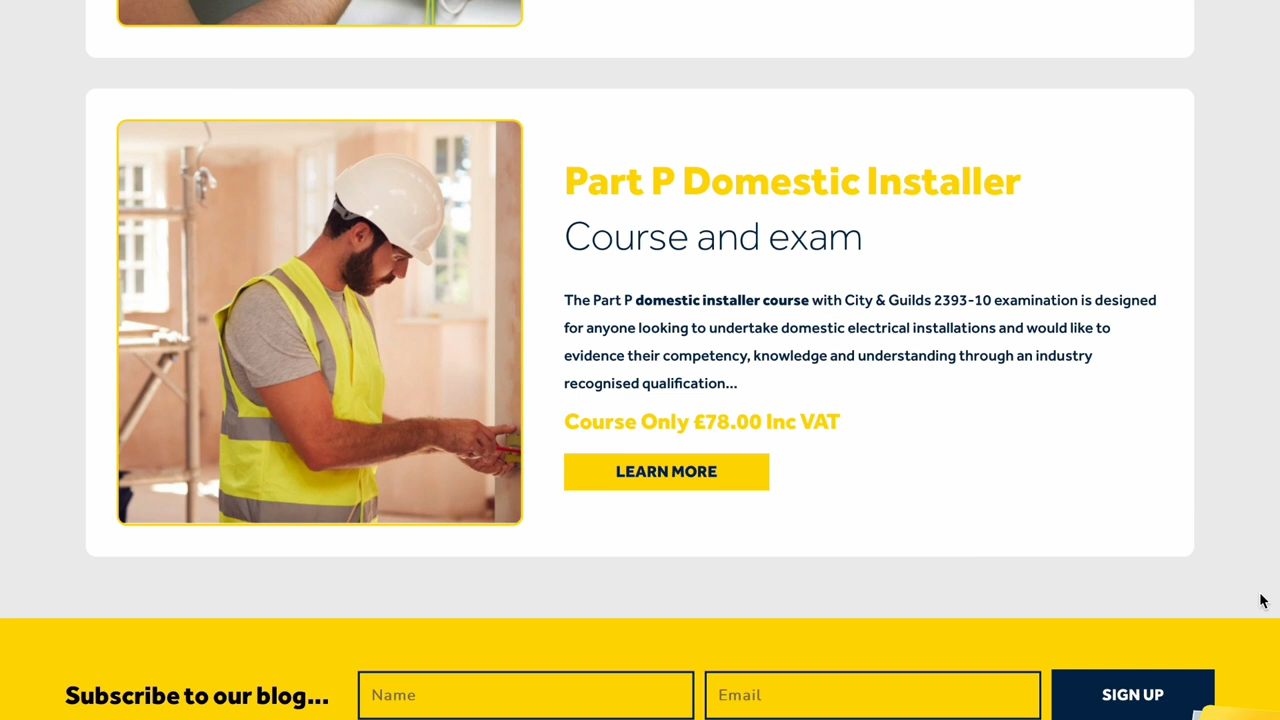 Part P Domestic Installer
Course and exam
The Part P domestic installer course with City & Guilds 2393-10 examination is designed
for anyone looking to undertake domestic electrical installations and would like to
evidence their competency, knowledge and understanding through an industry
recognised qualification...
Course Only £78.00 Inc VAT
LEARN MORE
Subscribe to our blog...
Name
Email
SIGN UP